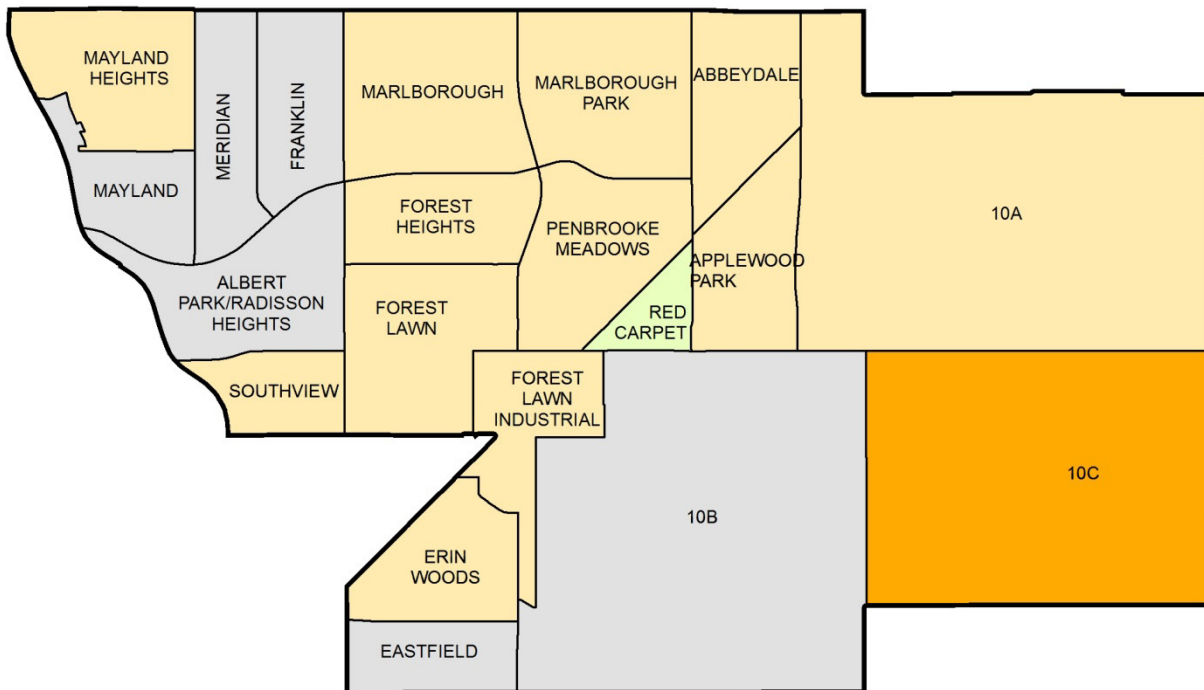 MAYLAND
HEIGHTS
MERIDIAN
FRANKLIN
MARLBOROUGH
MARLBOROUGH
PARK
ABBEYDALE
MAYLAND
FOREST
HEIGHTS
PENBROOKE
MEADOWS
10A
ALBERT
PARK/RADISSON
HEIGHTS
FOREST
LAWN
RED
CARPET
APPLEWOOD
PARK
SOUTHVIEW
FOREST
LAWN
INDUSTRIAL
10B
10C
ERIN
WOODS
EASTFIELD